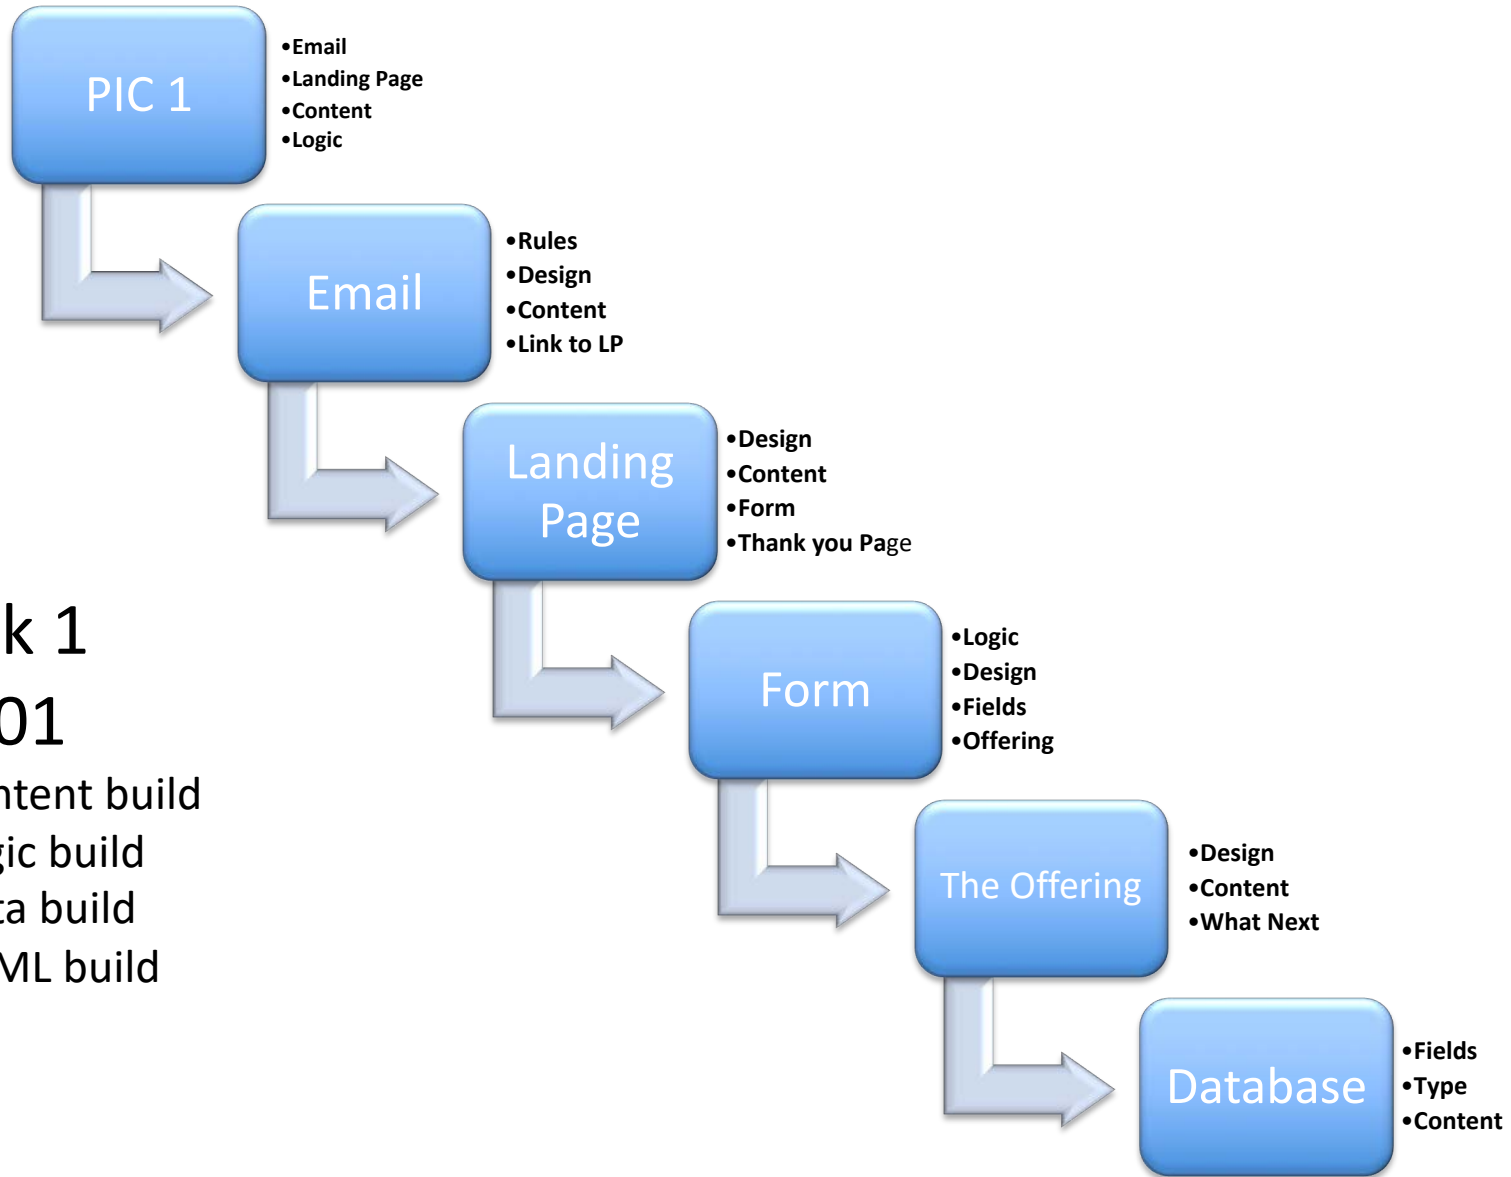 PIC 1
•Email
•Landing Page
•Content
•Logic
Email
•Rules
•Design
•Content
•Link to LP
Landing
Page
•Design
•Content
•Form
•Thank you Page
Form
•Logic
•Design
•Fields
•Offering
The Offering
•Design
•Content
•What Next
Database
•Fields
•Type
•Content
k 1
01
ntent build
gic build
ta build
ML build